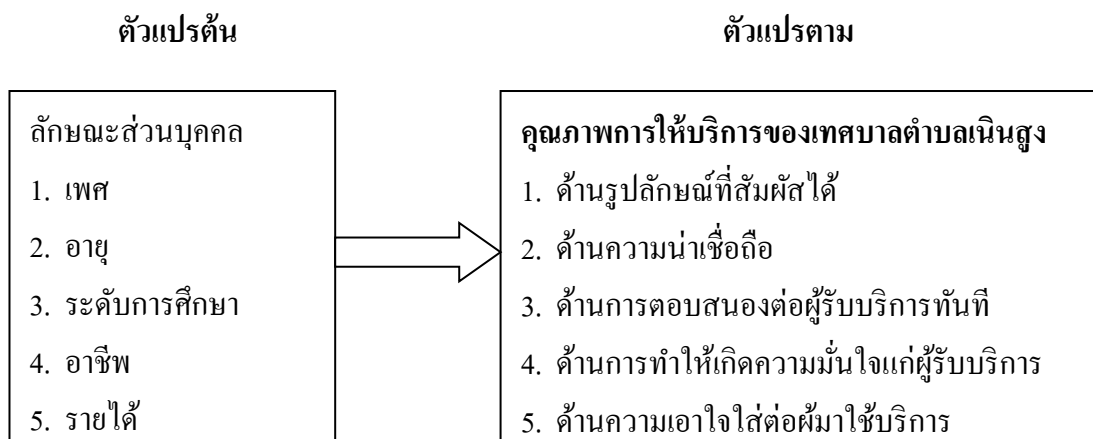 ตัวแปรต้น
ตัวแปรตาม
ลักษณะส่วนบุคคล
1. เพศ
2. อายุ
3. ระดับการศึกษา
4. อาชีพ
5. รายได้
คุณภาพการให้บริการของเทศบาลตำบลเนินสูง
1. ด้านรูปลักษณ์ที่สัมผัสได้
2. ด้านความน่าเชื่อถือ
3. ด้านการตอบสนองต่อผู้รับบริการทันที
4. ด้านการทำให้เกิดความมั่นใจแก่ผู้รับบริการ
5. ด้านความเอาใจใส่ต่อผู้มาใช้บริการ